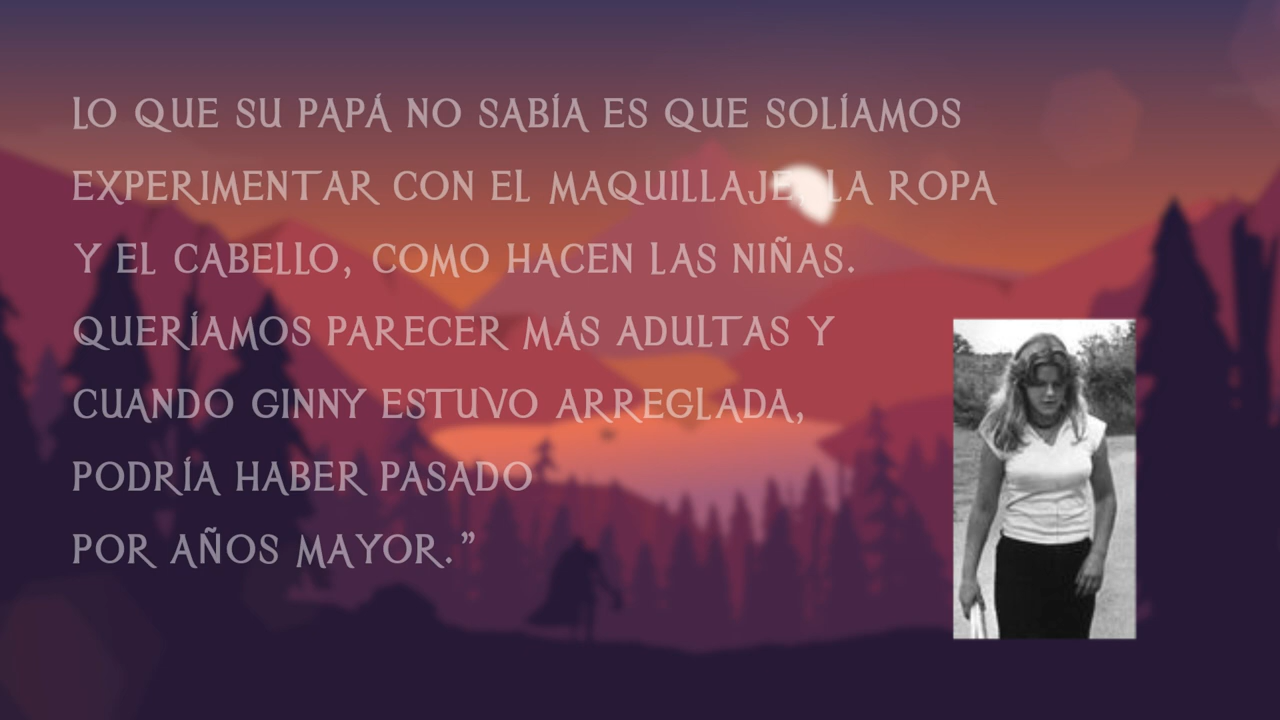 LO QUE SU PAPÁ NO SABÍA ES QUE SOLÍAMOS
EXPERIMENTAR CON EL MAQUILLAJE, LA ROPA
Y EL CABELLO, COMO HACEN LAS NIÑAS.
QUERÍAMOS PARECER MÁS ADULTAS Y
CUANDO GINNY ESTUVO ARREGLADA,
PODRÍA HABER PASADO
POR AÑOS MAYOR.”